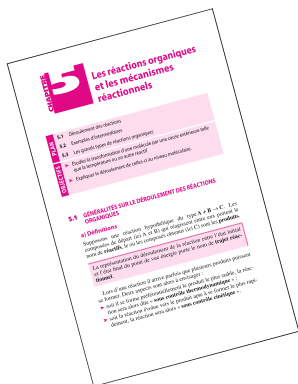 CHAPITRE
5
Les réactions organiques
et les mécanismes
réactionnels
PLAN
5.1 Déroulement des réactions
5.2 Exemples d'intermédiaires
5.3 Les grands types de réactions organiques
OBJECTIFS
➤ Étudier la transformation d'une molécule par une cause extérieure telle
que la température ou un autre réactif
➤ Expliquer le déroulement de celles-ci au niveau moléculaire.
5.1 GÉNÉRALITÉS SUR LE DÉROULEMENT DES RÉACTIONS
ORGANIQUES
a) Définitions
Supposons une réaction hypothétique du type A + B → C. Les
composés de départ (ici A et B) qui réagissent entre eux portent le
nom de réactifs, le ou les composés obtenus (ici C) sont les produits.
La représentation du déroulement de la réaction entre l'état initial
et l'état final du point de vue énergie porte le nom de trajet réac-
tionnel.
Lors d'une réaction il arrive parfois que plusieurs produits puissent
se former. Deux aspects sont alors à envisager :
➤ soit il se forme préférentiellement le produit le plus stable, la réac-
tion sera alors dite « sous contrôle thermodynamique » ;
➤ soit la réaction évolue vers le produit apte à se former le plus rapi-
dement, la réaction sera alors « sous contrôle cinétique ».